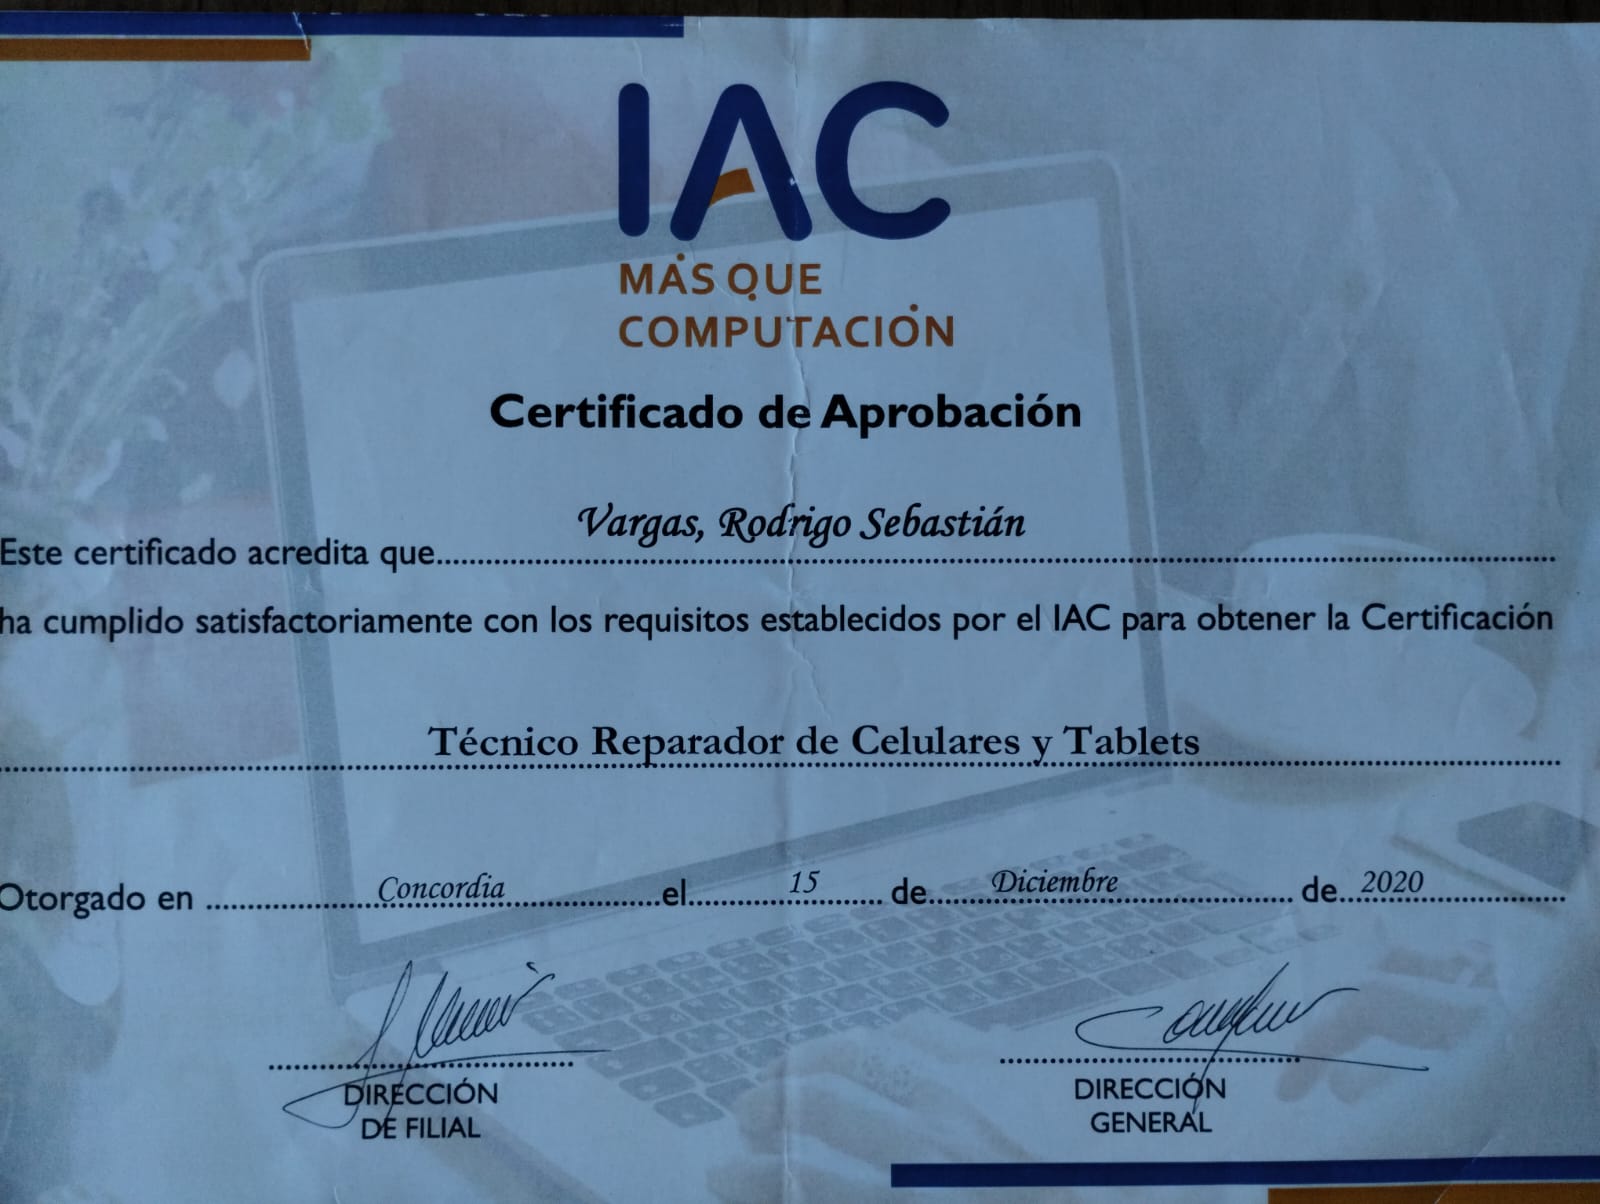 IAC
MÁS QUE
COMPUTACIÓN
Certificado de Aprobación
Este certificado acredita que Vargas, Rodrigo Sebastián
ha cumplido satisfactoriamente con los requisitos establecidos por el IAC para obtener la Certificación
Técnico Reparador de Celulares y Tablets
Otorgado en Concordia el 15 de Diciembre de 2020
DIRECCIÓN
DE FILIAL
DIRECCIÓN
GENERAL